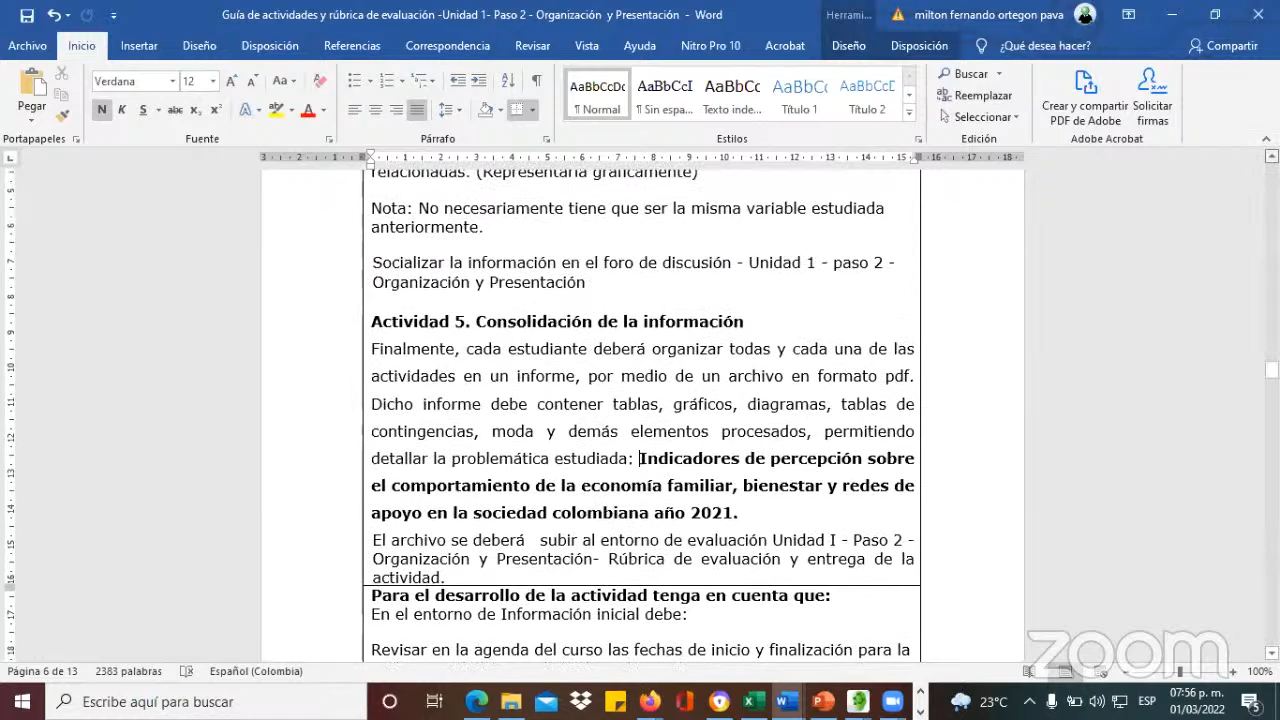 Guía de actividades y rúbrica de evaluación -Unidad 1- Paso 2 - Organización y Presentación - Word
Herrami...
milton fernando ortegon pava
Archivo Inicio Insertar Diseño Disposición Referencias Correspondencia Revisar Vista Ayuda Nitro Pro 10 Acrobat Diseño Disposición ¿Qué desea hacer? Compartir
Verdana 12
Pegar
AaBbCcDc AaBbCcI AaBbCc AaBbCc AaBbCcI
¶ Normal ¶ Sin espa... Texto inde... Título 1 Título 2
Buscar
Reemplazar
Seleccionar
Crear y compartir PDF de Adobe
Solicitar firmas
Portapapeles Fuente Párrafo Estilos Edición Adobe Acrobat
relacionadas. (Representarla gráficamente)
Nota: No necesariamente tiene que ser la misma variable estudiada
anteriormente.
Socializar la información en el foro de discusión - Unidad 1 - paso 2 -
Organización y Presentación
Actividad 5. Consolidación de la información
Finalmente, cada estudiante deberá organizar todas y cada una de las
actividades en un informe, por medio de un archivo en formato pdf.
Dicho informe debe contener tablas, gráficos, diagramas, tablas de
contingencias, moda y demás elementos procesados, permitiendo
detallar la problemática estudiada: Indicadores de percepción sobre
el comportamiento de la economía familiar, bienestar y redes de
apoyo en la sociedad colombiana año 2021.
El archivo se deberá subir al entorno de evaluación Unidad I - Paso 2 -
Organización y Presentación- Rúbrica de evaluación y entrega de la
actividad.
Para el desarrollo de la actividad tenga en cuenta que:
En el entorno de Información inicial debe:
Revisar en la agenda del curso las fechas de inicio y finalización para la
zoom
Página 6 de 13 2383 palabras Español (Colombia) 100%
Escribe aquí para buscar
23°C ESP 07:56 p. m.
01/03/2022
5